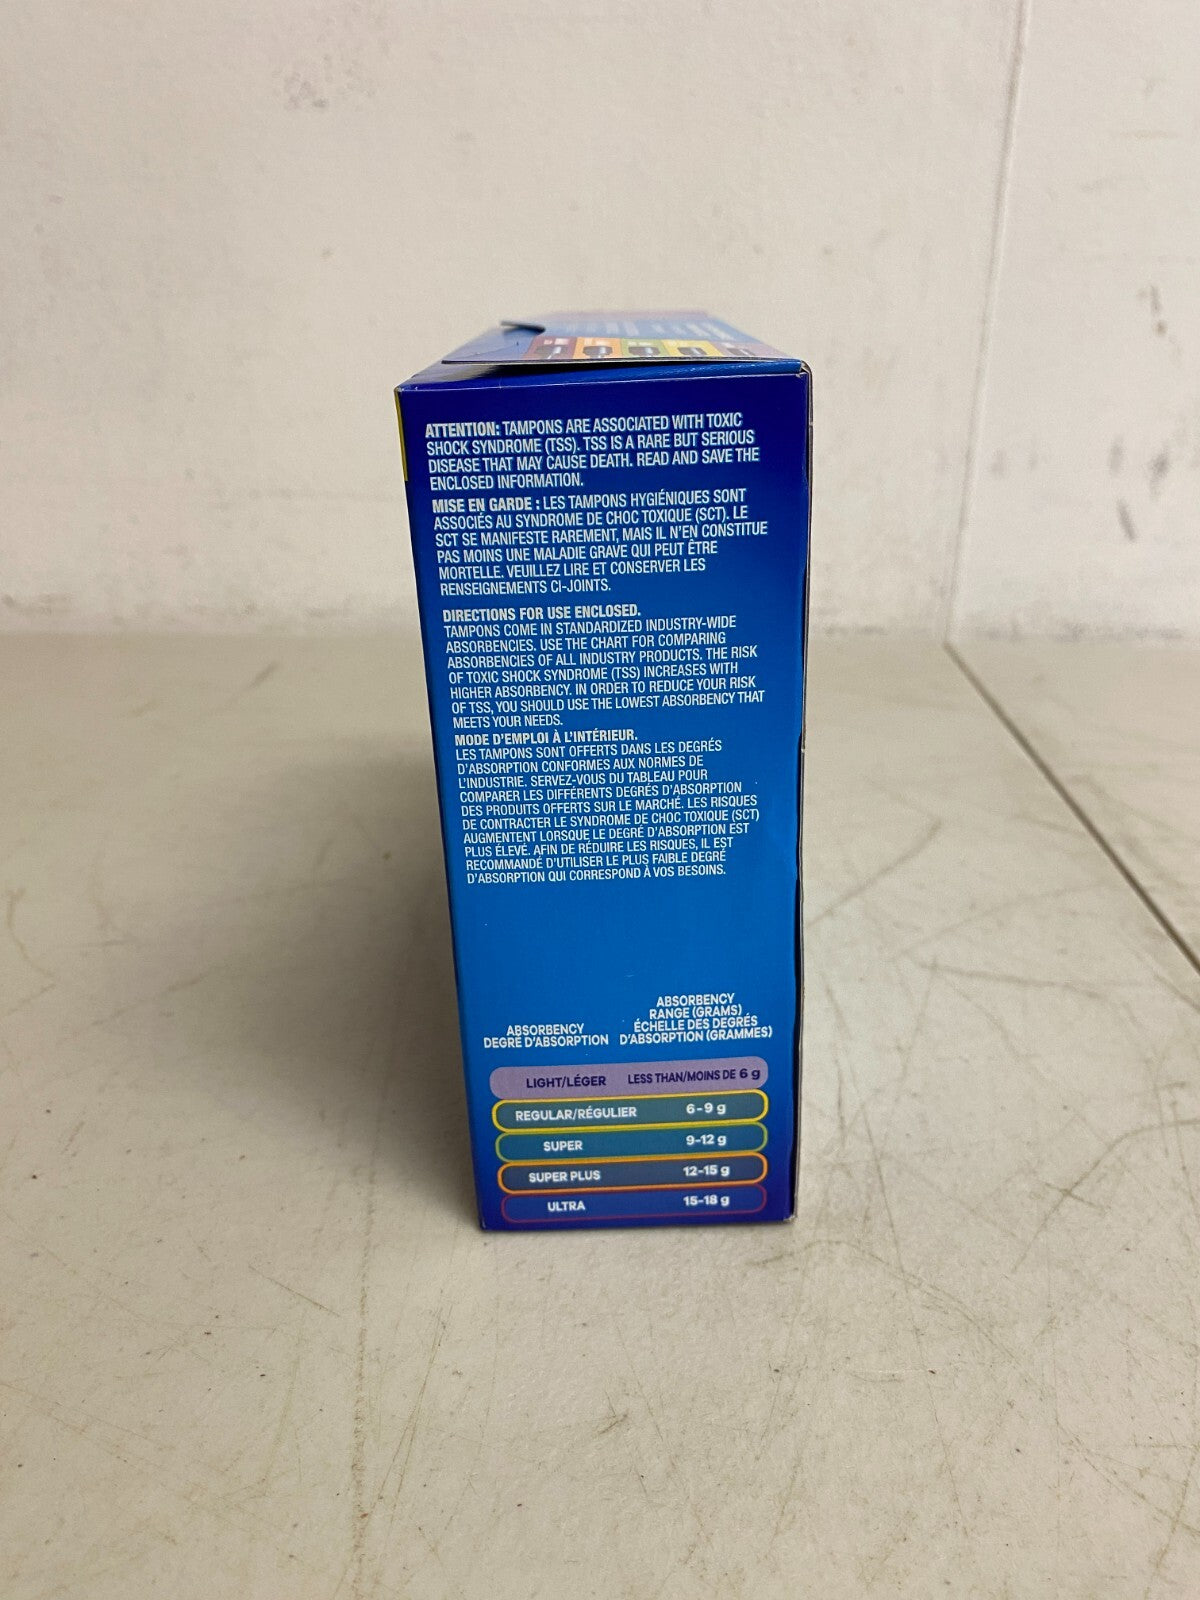 ATTENTION: TAMPONS ARE ASSOCIATED WITH TOXIC
SHOCK SYNDROME (TSS). TSS IS A RARE BUT SERIOUS
DISEASE THAT MAY CAUSE DEATH. READ AND SAVE THE
ENCLOSED INFORMATION.
MISE EN GARDE : LES TAMPONS HYGIÉNIQUES SONT
ASSOCIÉS AU SYNDROME DE CHOC TOXIQUE (SCT). LE
SCT SE MANIFESTE RAREMENT, MAIS IL N'EN CONSTITUE
PAS MOINS UNE MALADIE GRAVE QUI PEUT ÊTRE
MORTELLE. VEUILLEZ LIRE ET CONSERVER LES
RENSEIGNEMENTS CI-JOINTS.
DIRECTIONS FOR USE ENCLOSED.
TAMPONS COME IN STANDARDIZED INDUSTRY-WIDE
ABSORBENCIES. USE THE CHART FOR COMPARING
ABSORBENCIES OF ALL INDUSTRY PRODUCTS. THE RISK
OF TOXIC SHOCK SYNDROME (TSS) INCREASES WITH
HIGHER ABSORBENCY. IN ORDER TO REDUCE YOUR RISK
OF TSS, YOU SHOULD USE THE LOWEST ABSORBENCY THAT
MEETS YOUR NEEDS.
MODE D'EMPLOI À L'INTÉRIEUR.
LES TAMPONS SONT OFFERTS DANS LES DEGRÉS
D'ABSORPTION CONFORMES AUX NORMES DE
L'INDUSTRIE. SERVEZ-VOUS DU TABLEAU POUR
COMPARER LES DIFFÉRENTS DEGRÉS D'ABSORPTION
DES PRODUITS OFFERTS SUR LE MARCHÉ. LES RISQUES
DE CONTRACTER LE SYNDROME DE CHOC TOXIQUE (SCT)
AUGMENTENT LORSQUE LE DEGRÉ D'ABSORPTION EST
PLUS ÉLEVÉ. AFIN DE RÉDUIRE LES RISQUES, IL EST
RECOMMANDÉ D'UTILISER LE PLUS FAIBLE DEGRÉ
D'ABSORPTION QUI CORRESPOND À VOS BESOINS.
ABSORBENCY
DEGRÉ D'ABSORPTION
ABSORBENCY
RANGE (GRAMS)
ÉCHELLE DES DEGRÉS
D'ABSORPTION (GRAMMES)
LIGHT/LÉGER LESS THAN/MOINS DE 6 g
REGULAR/RÉGULIER 6-9 g
SUPER 9-12 g
SUPER PLUS 12-15 g
ULTRA 15-18 g